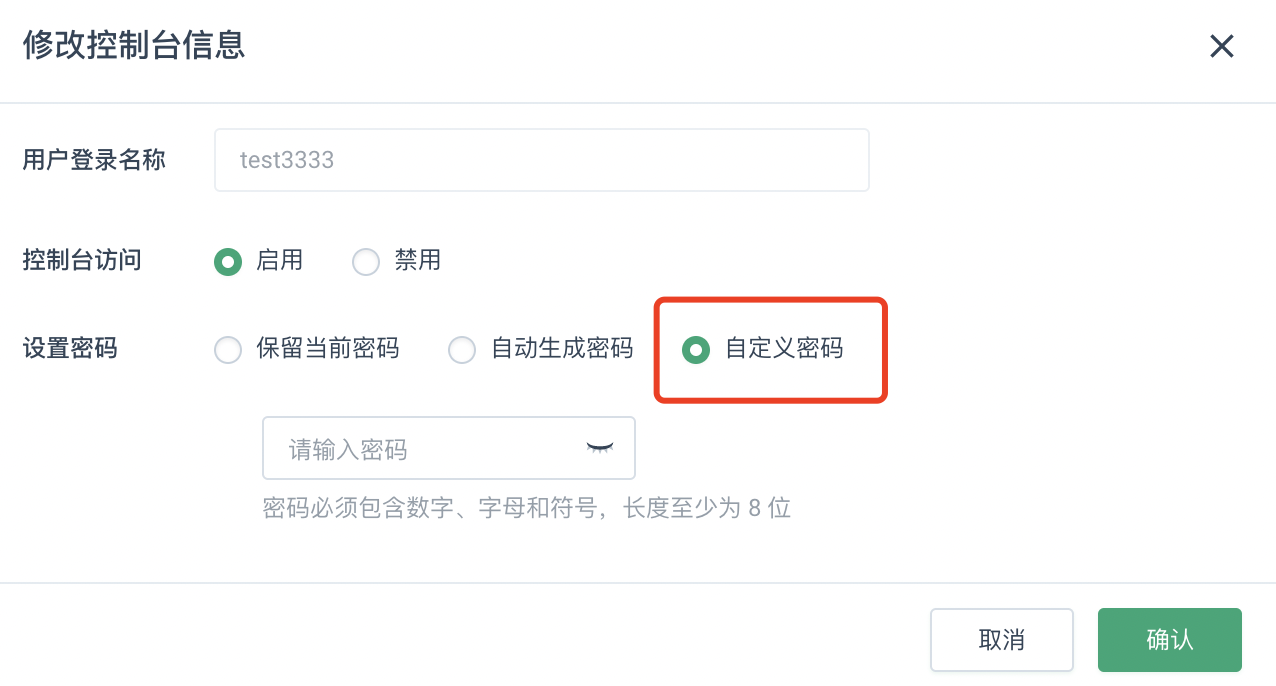 修改控制台信息
用户登录名称 test3333
控制台访问 启用 禁用
设置密码 保留当前密码 自动生成密码 自定义密码
请输入密码
密码必须包含数字、字母和符号，长度至少为 8 位
取消 确认